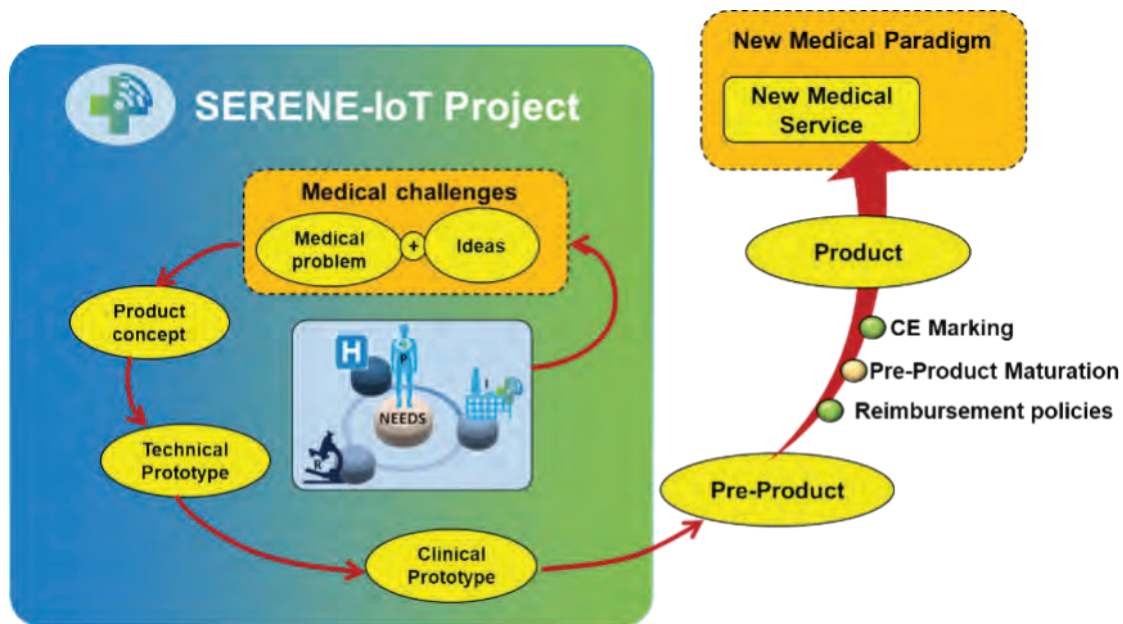 SERENE-IoT Project
New Medical Paradigm
New Medical
Service
Medical challenges
Medical
problem
+
Ideas
Product
concept
H
P
I
NEEDS
R
Technical
Prototype
Clinical
Prototype
Pre-Product
Product
CE Marking
Pre-Product Maturation
Reimbursement policies